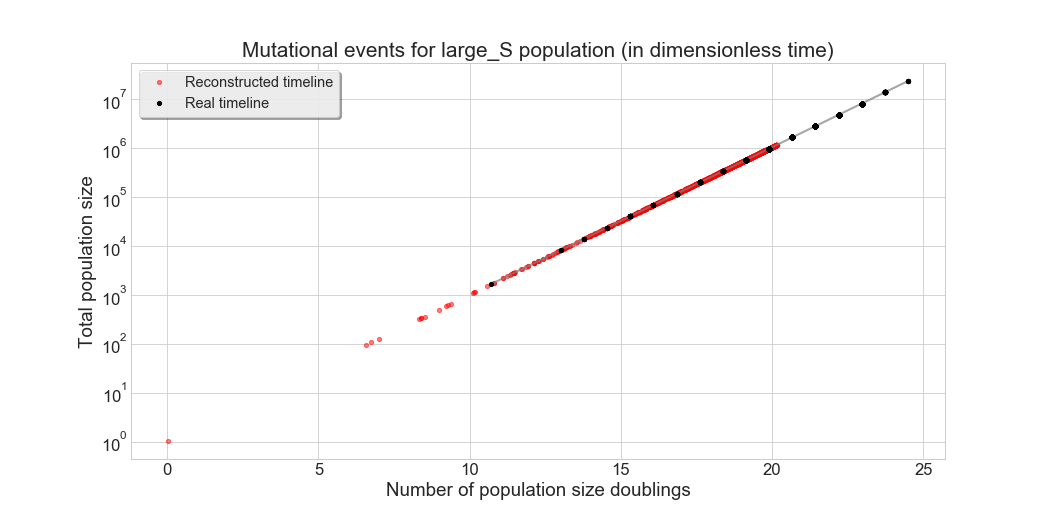 Mutational events for large_S population (in dimensionless time)
Reconstructed timeline
Real timeline
Total population size
10^7
10^6
10^5
10^4
10^3
10^2
10^1
10^0
0 5 10 15 20 25
Number of population size doublings